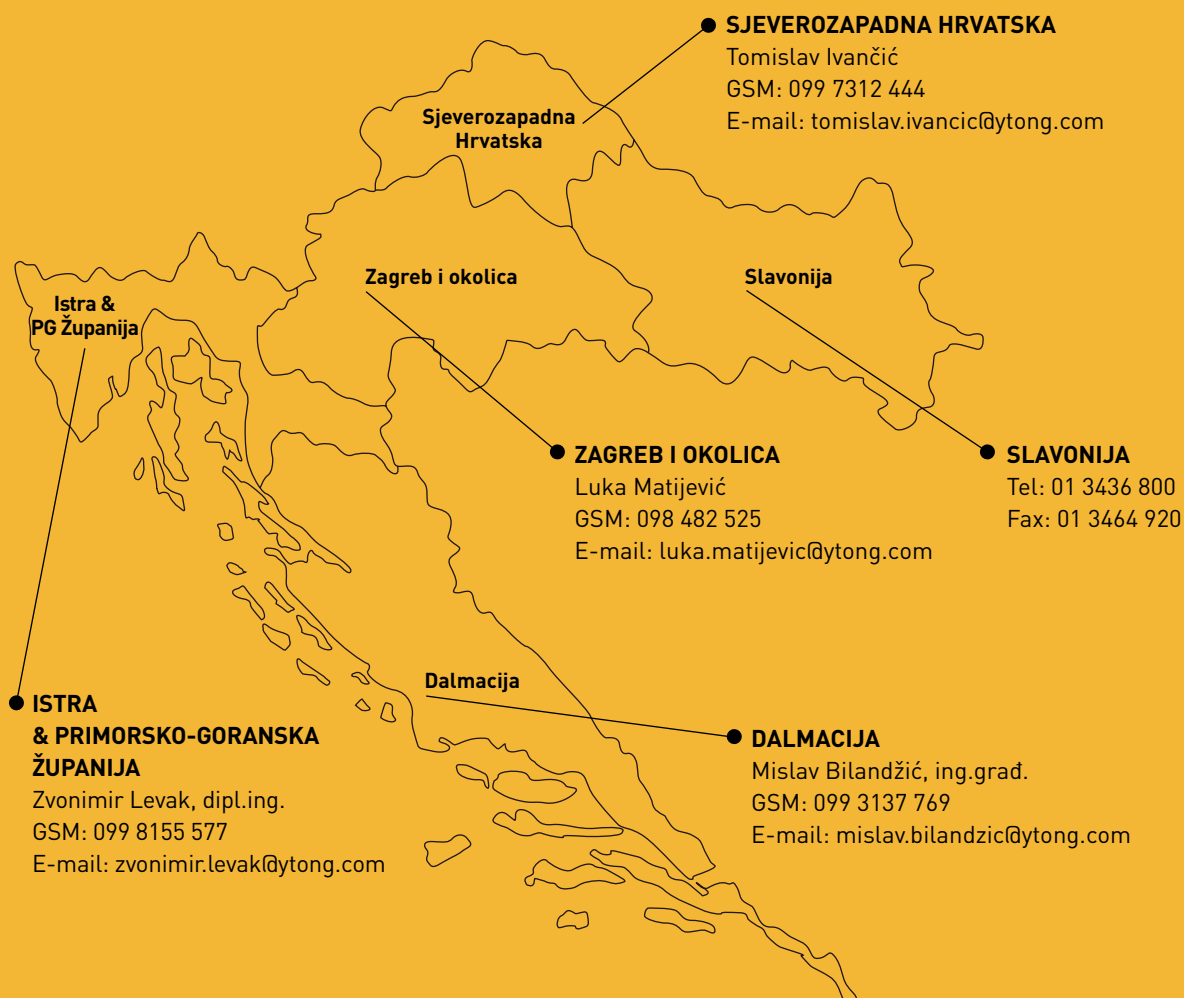 SJEVEROZAPADNA HRVATSKA
Tomislav Ivančić
GSM: 099 7312 444
E-mail: tomislav.ivancic@ytong.com
Sjeverozapadna
Hrvatska
Zagreb i okolica
Slavonija
Istra &
PG Županija
ZAGREB I OKOLICA
Luka Matijević
GSM: 098 482 525
E-mail: luka.matijevic@ytong.com
SLAVONIJA
Tel: 01 3436 800
Fax: 01 3464 920
Dalmacija
ISTRA
& PRIMORSKO-GORANSKA
ŽUPANIJA
Zvonimir Levak, dipl.ing.
GSM: 099 8155 577
E-mail: zvonimir.levak@ytong.com
DALMACIJA
Mislav Bilandžić, ing.građ.
GSM: 099 3137 769
E-mail: mislav.bilandzic@ytong.com